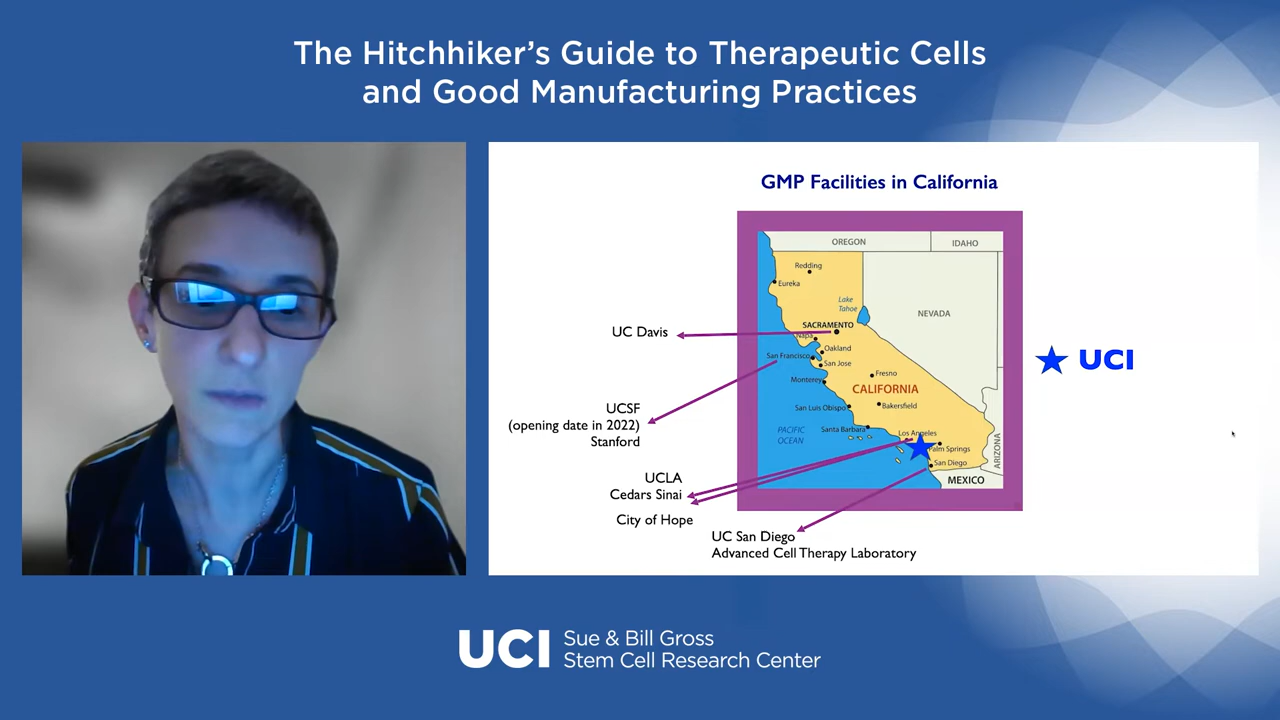 The Hitchhiker's Guide to Therapeutic Cells
and Good Manufacturing Practices
GMP Facilities in California
OREGON
IDAHO
Redding
Eureka
Lake
Tahoe
NEVADA
SACRAMENTO
Napa
Oakland
San Francisco
San Jose
Monterey
Fresno
CALIFORNIA
San Luis Obispo
Bakersfield
PACIFIC
OCEAN
Santa Barbara
Los Angeles
Palm Springs
San Diego
ARIZONA
MEXICO
UC Davis
UCSF
(opening date in 2022)
Stanford
UCLA
Cedars Sinai
City of Hope
UC San Diego
Advanced Cell Therapy Laboratory
UCI
UCI Sue & Bill Gross
Stem Cell Research Center